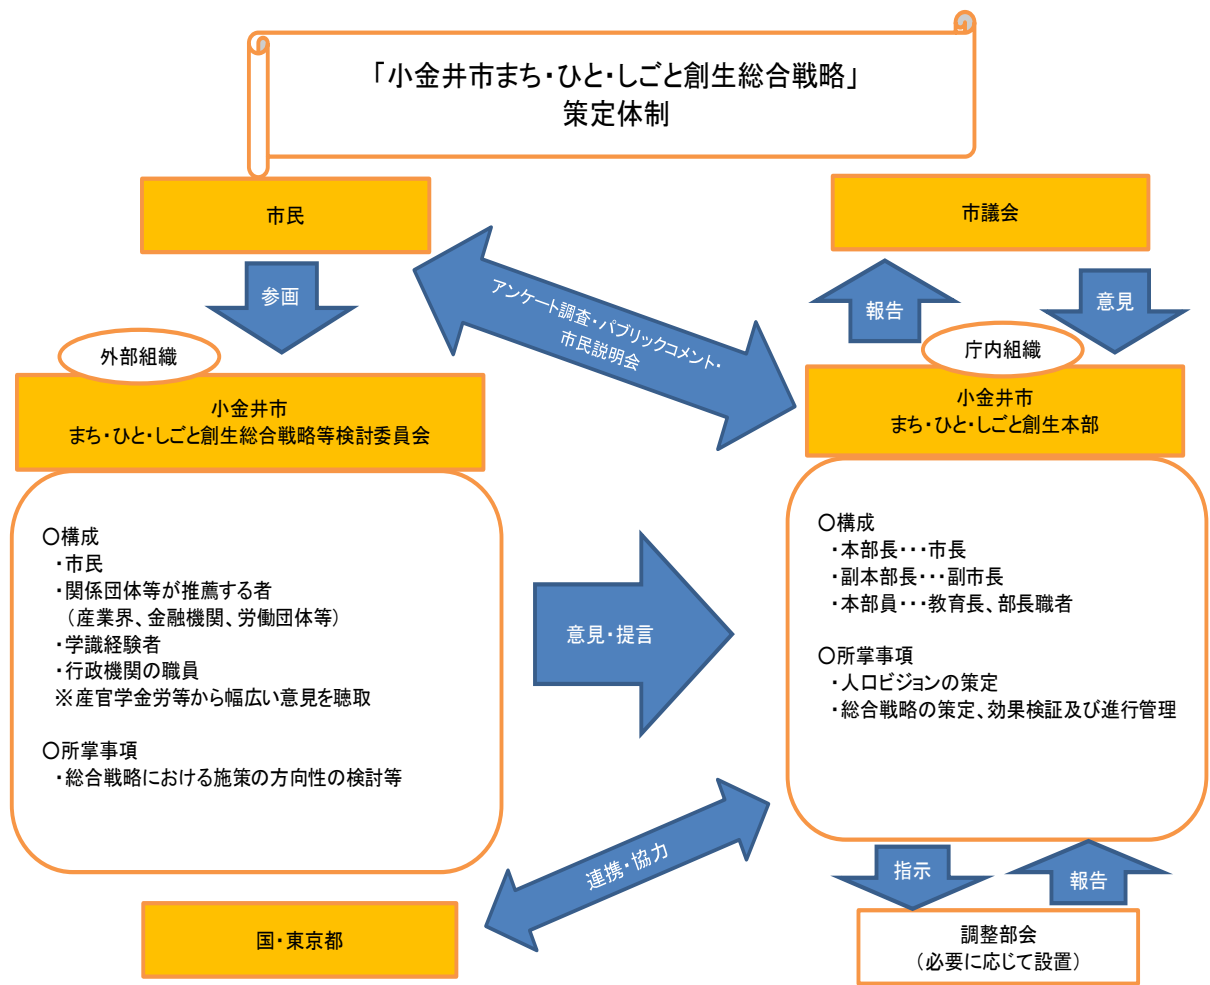 「小金井市まち・ひと・しごと創生総合戦略」
策定体制
市民
市議会
参画
アンケート調査・パブリックコメント・
市民説明会
報告
意見
外部組織
庁内組織
小金井市
まち・ひと・しごと創生総合戦略等検討委員会
小金井市
まち・ひと・しごと創生本部
〇構成
・市民
・関係団体等が推薦する者
（産業界、金融機関、労働団体等）
・学識経験者
・行政機関の職員
※産官学金労等から幅広い意見を聴取
〇所掌事項
・総合戦略における施策の方向性の検討等
意見・提言
〇構成
・本部長・・・市長
・副本部長・・・副市長
・本部員・・・教育長、部長職者
〇所掌事項
・人口ビジョンの策定
・総合戦略の策定、効果検証及び進行管理
連携・協力
指示
報告
国・東京都
調整部会
（必要に応じて設置）